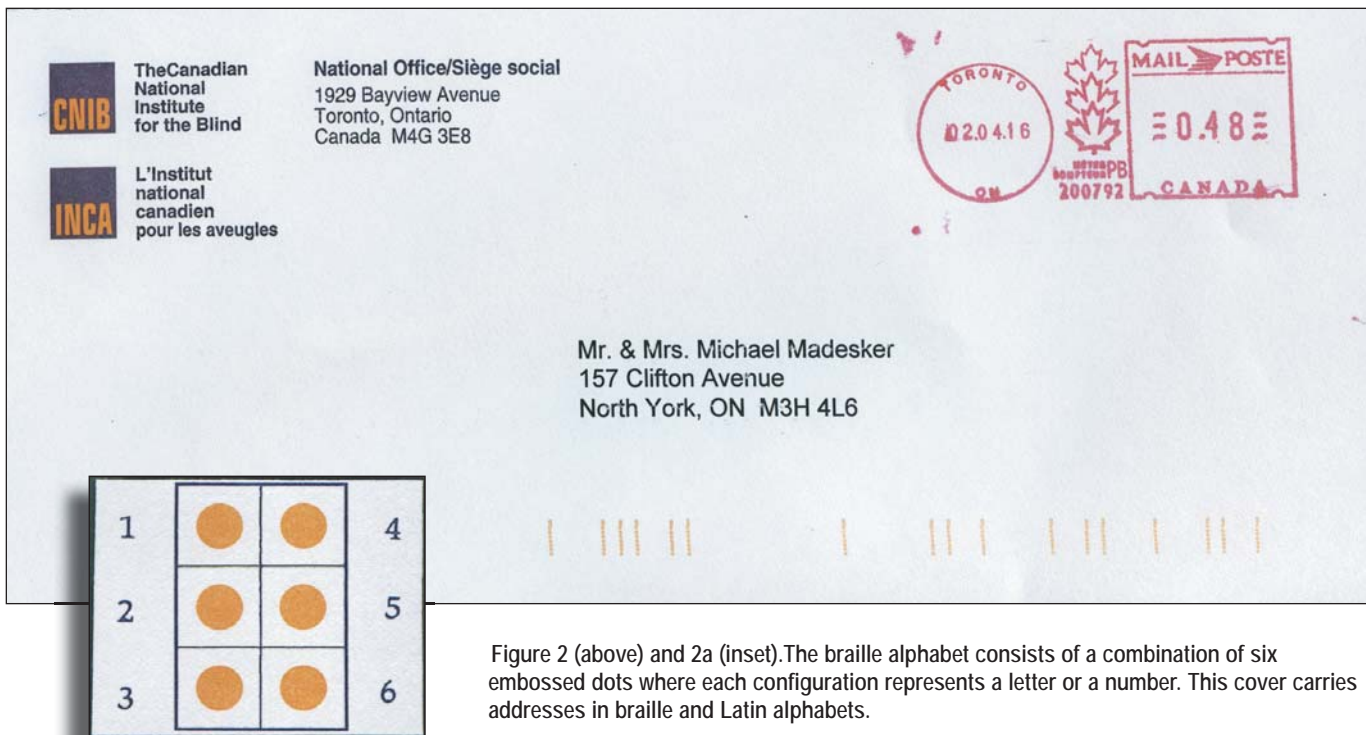 CNIB
TheCanadian
National
Institute
for the Blind
INCA
L'Institut
national
canadien
pour les aveugles
National Office/Siège social
1929 Bayview Avenue
Toronto, Ontario
Canada M4G 3E8
TORONTO
02.04.16
ON
PB
200792
MAIL POSTE
0.48
CANADA
Mr. & Mrs. Michael Madesker
157 Clifton Avenue
North York, ON M3H 4L6
1 4
2 5
3 6
Figure 2 (above) and 2a (inset).The braille alphabet consists of a combination of six
embossed dots where each configuration represents a letter or a number. This cover carries
addresses in braille and Latin alphabets.